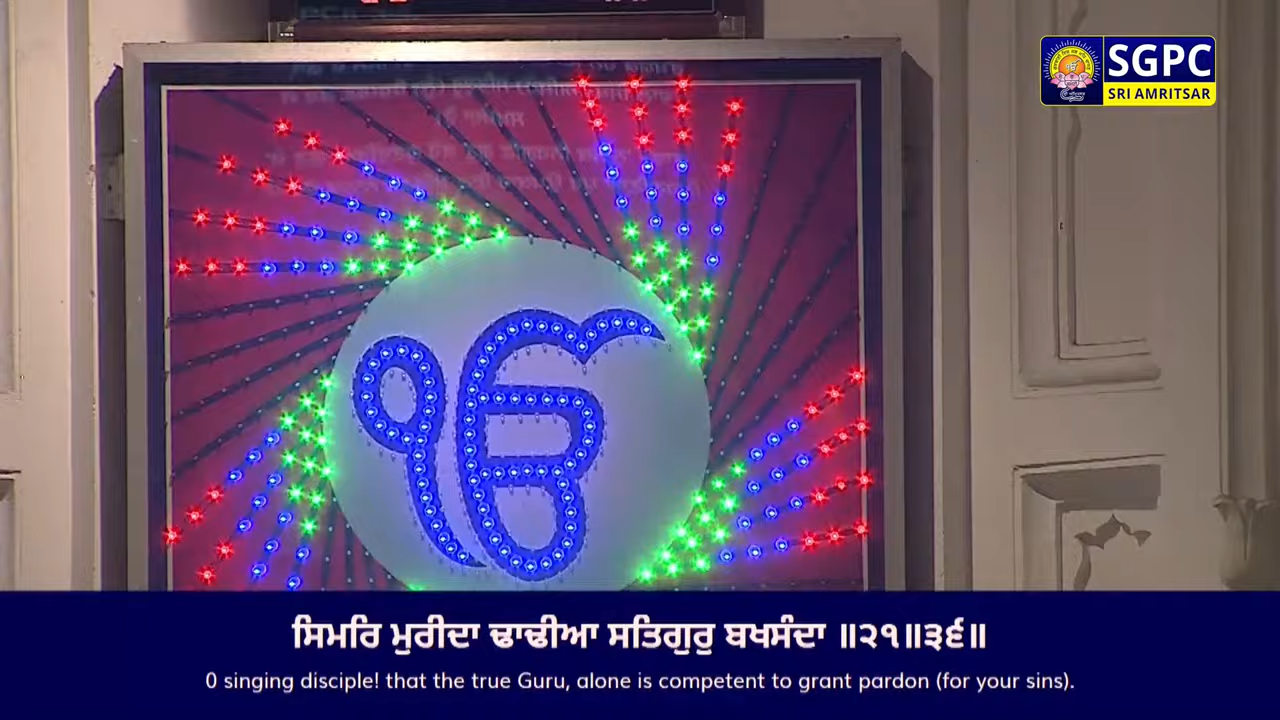 SGPC
SRI AMRITSAR
ੴ
ਸਿਮਰਿ ਮੁਰੀਦਾ ਢਾਢੀਆ ਸਤਿਗੁਰੁ ਬਖਸੰਦਾ ॥੨੧॥੩੬॥
0 singing disciple! that the true Guru, alone is competent to grant pardon (for your sins).